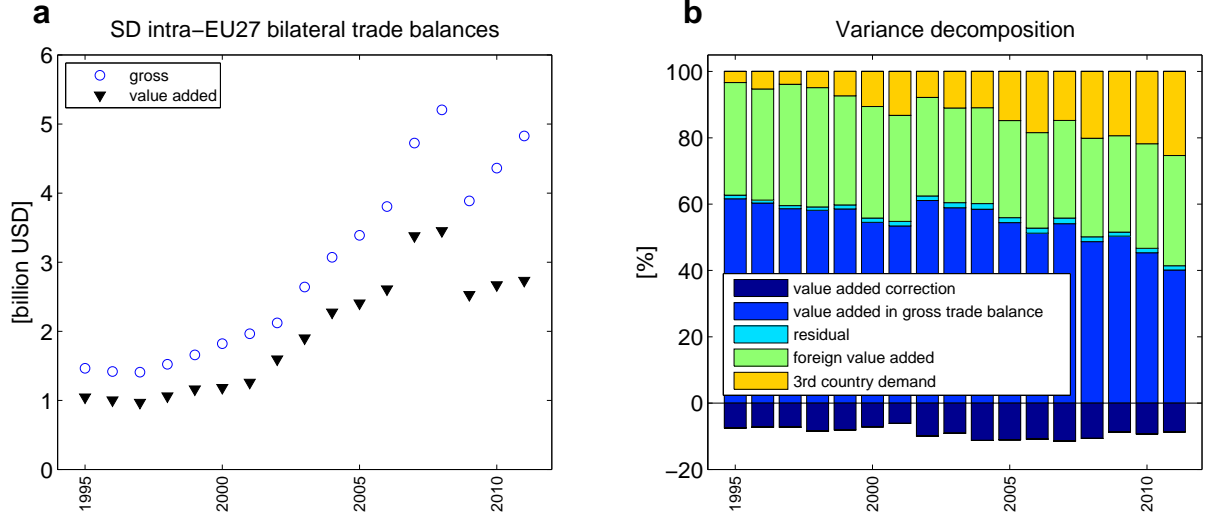 a
SD intra−EU27 bilateral trade balances
[billion USD]
6
5
4
3
2
1
0
gross
value added
1995
2000
2005
2010
b
Variance decomposition
[%]
100
80
60
40
20
0
−20
value added correction
value added in gross trade balance
residual
foreign value added
3rd country demand
1995
2000
2005
2010